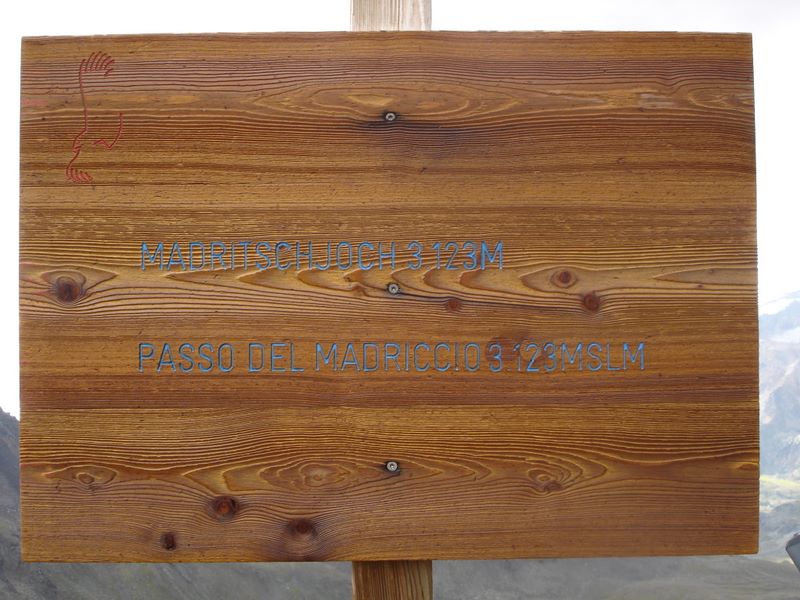 MADRITSCHJOCH 3 123M
PASSO DEL MADRICCIO 3 123MSLM